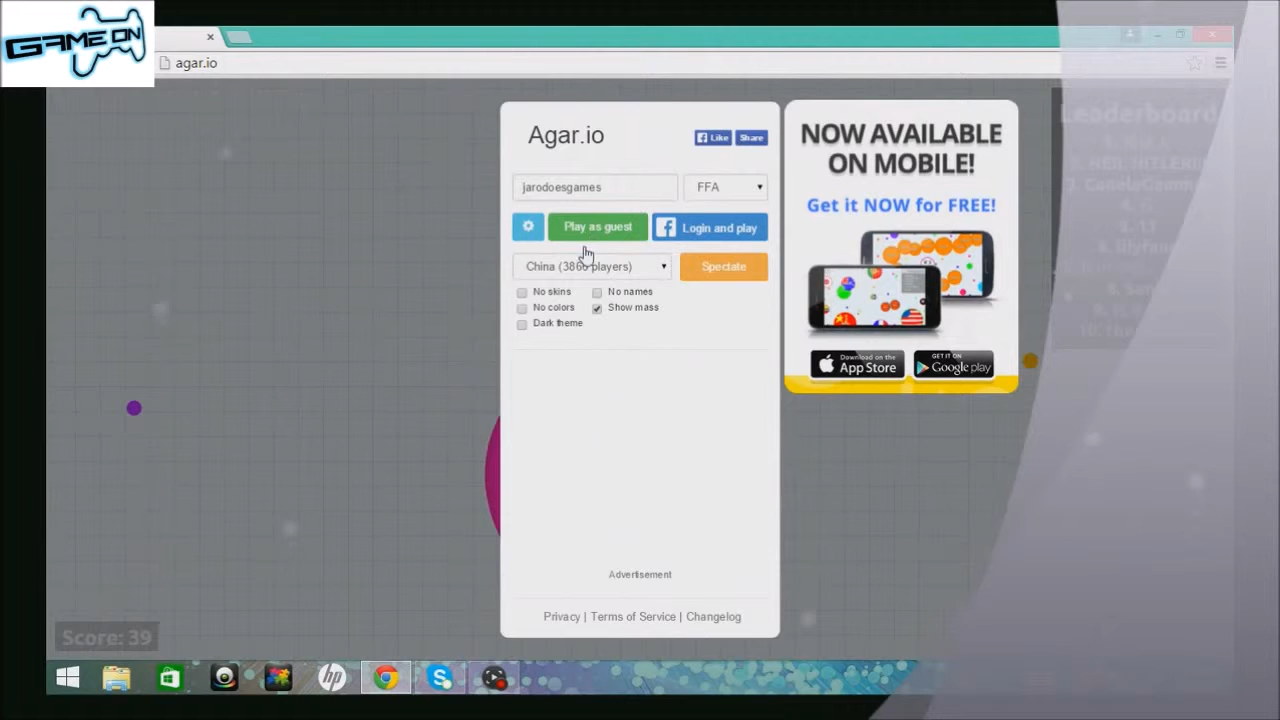 GAME ON
agar.io
Leaderboard
Agar.io
Like Share
jarodoesgames FFA
Play as guest Login and play
China (3866 players) Spectate
No skins No names
No colors Show mass
Dark theme
Advertisement
Privacy | Terms of Service | Changelog
NOW AVAILABLE
ON MOBILE!
Get it NOW for FREE!
Download on the
App Store
GET IT ON
Google play
Score: 39
hp